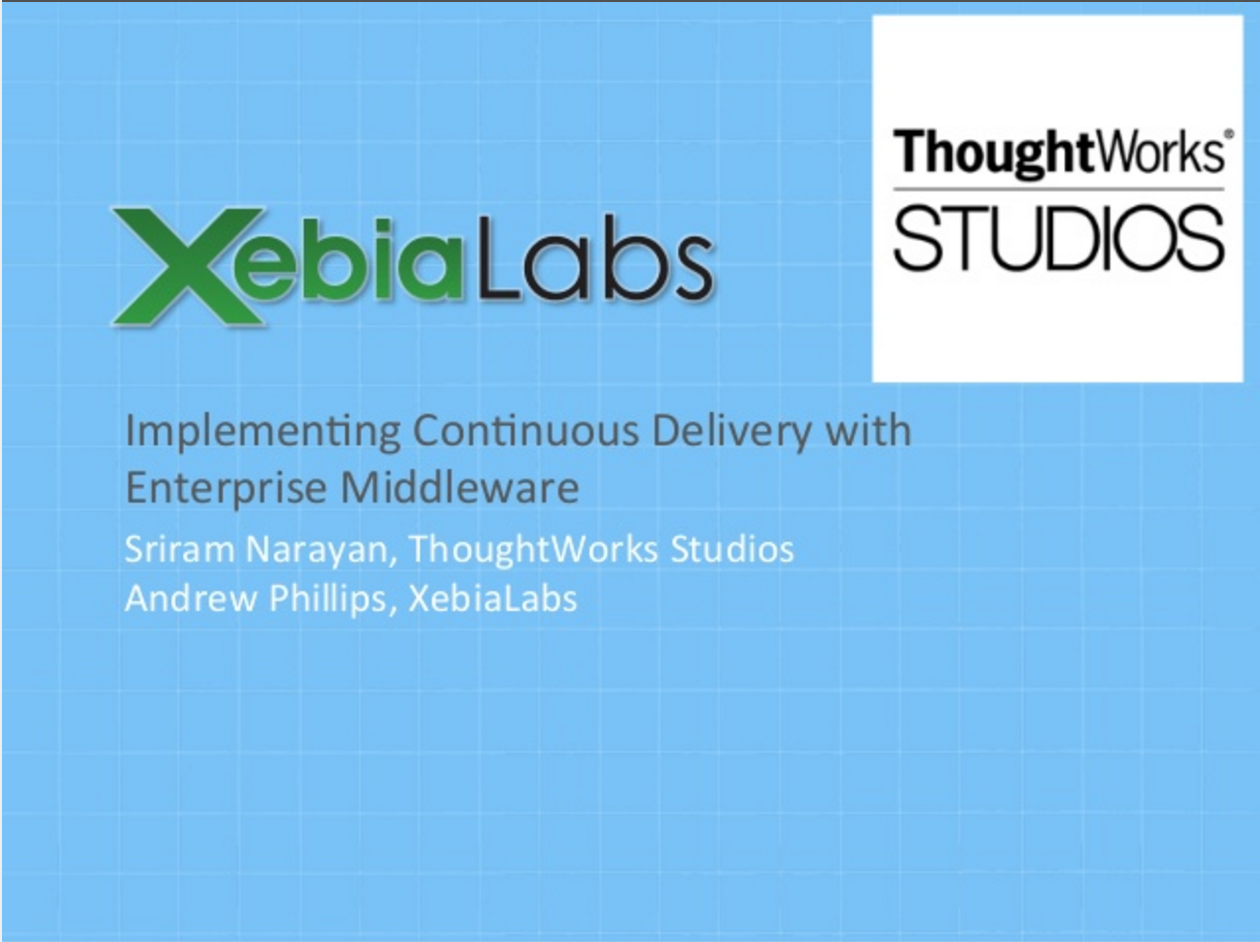 ThoughtWorks®
STUDIOS
XebiaLabs
Implementing Continuous Delivery with
Enterprise Middleware
Sriram Narayan, ThoughtWorks Studios
Andrew Phillips, XebiaLabs